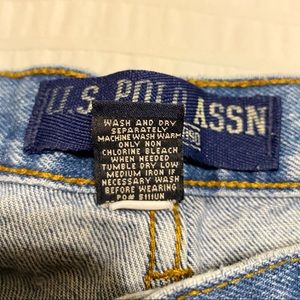 U.S. POLO ASSN
1890
WASH AND DRY
SEPARATELY
MACHINE WASH WARM
ONLY NON
CHLORINE BLEACH
WHEN NEEDED
TUMBLE DRY LOW
MEDIUM IRON IF
NECESSARY WASH
BEFORE WEARING
PO# 5111UN